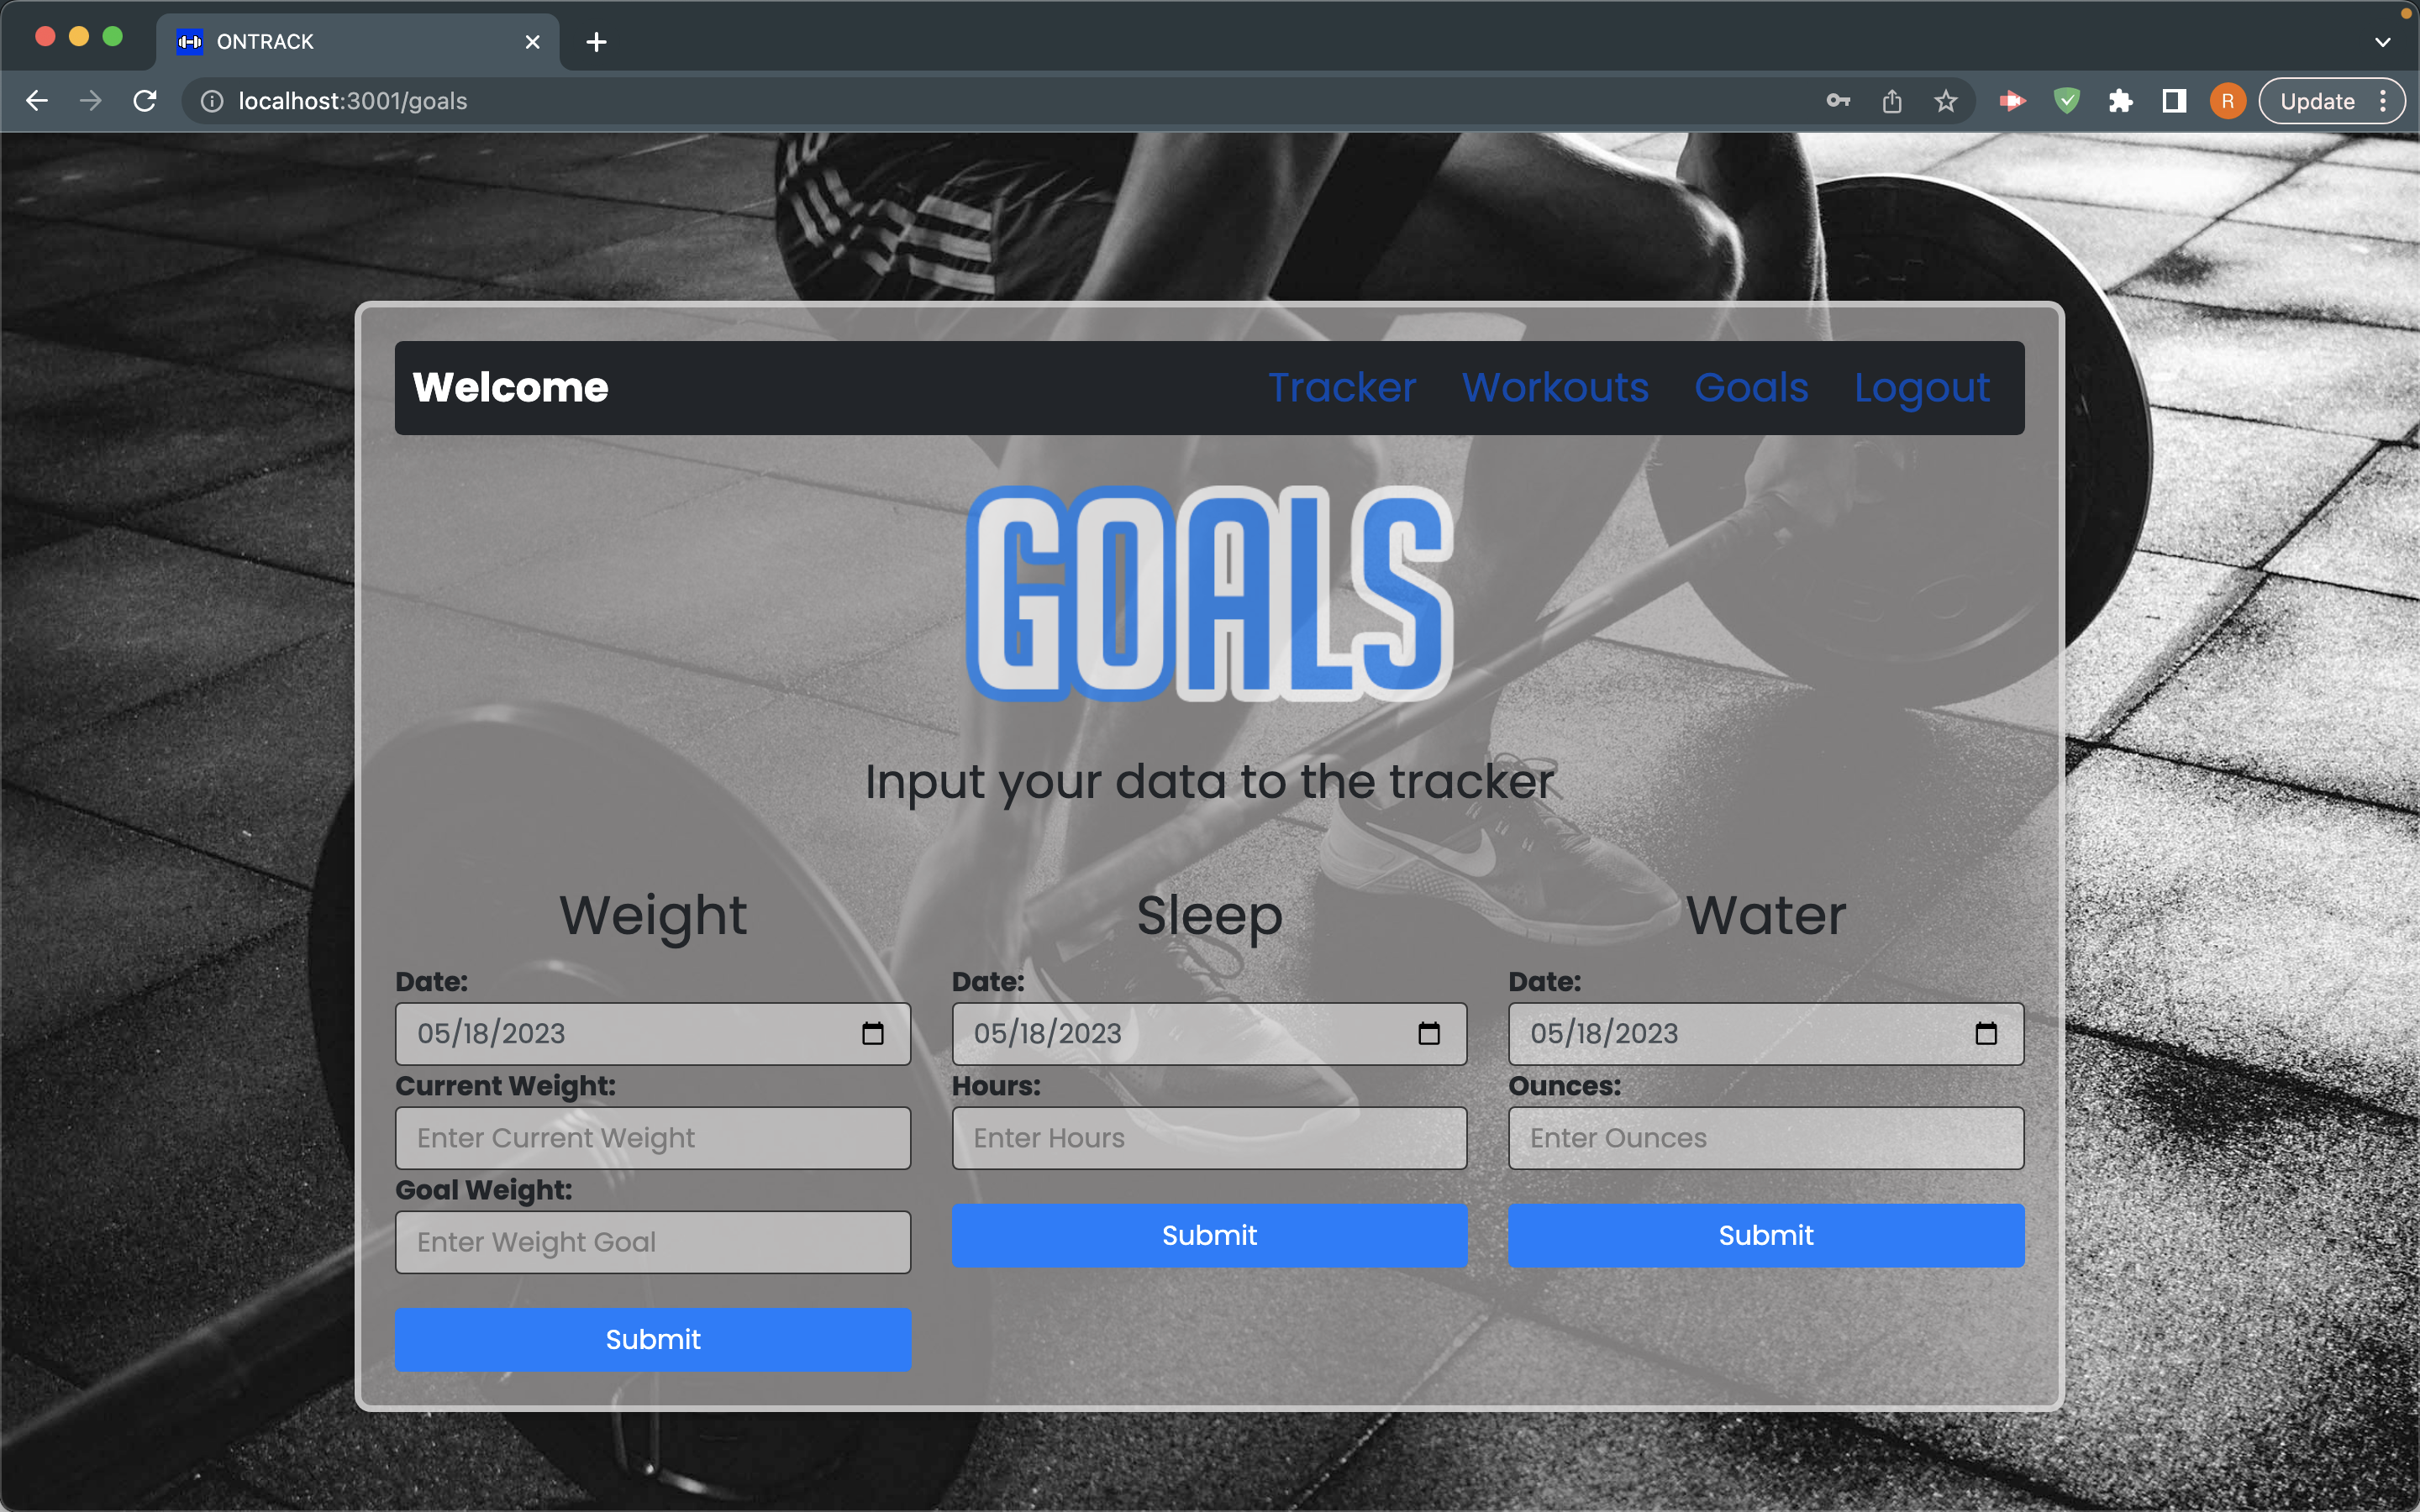 ONTRACK
localhost:3001/goals
R
Update
Welcome
Tracker Workouts Goals Logout
GOALS
Input your data to the tracker
Weight Sleep Water
Date: Date: Date:
05/18/2023 05/18/2023 05/18/2023
Current Weight: Hours: Ounces:
Enter Current Weight Enter Hours Enter Ounces
Goal Weight:
Enter Weight Goal
Submit Submit
Submit